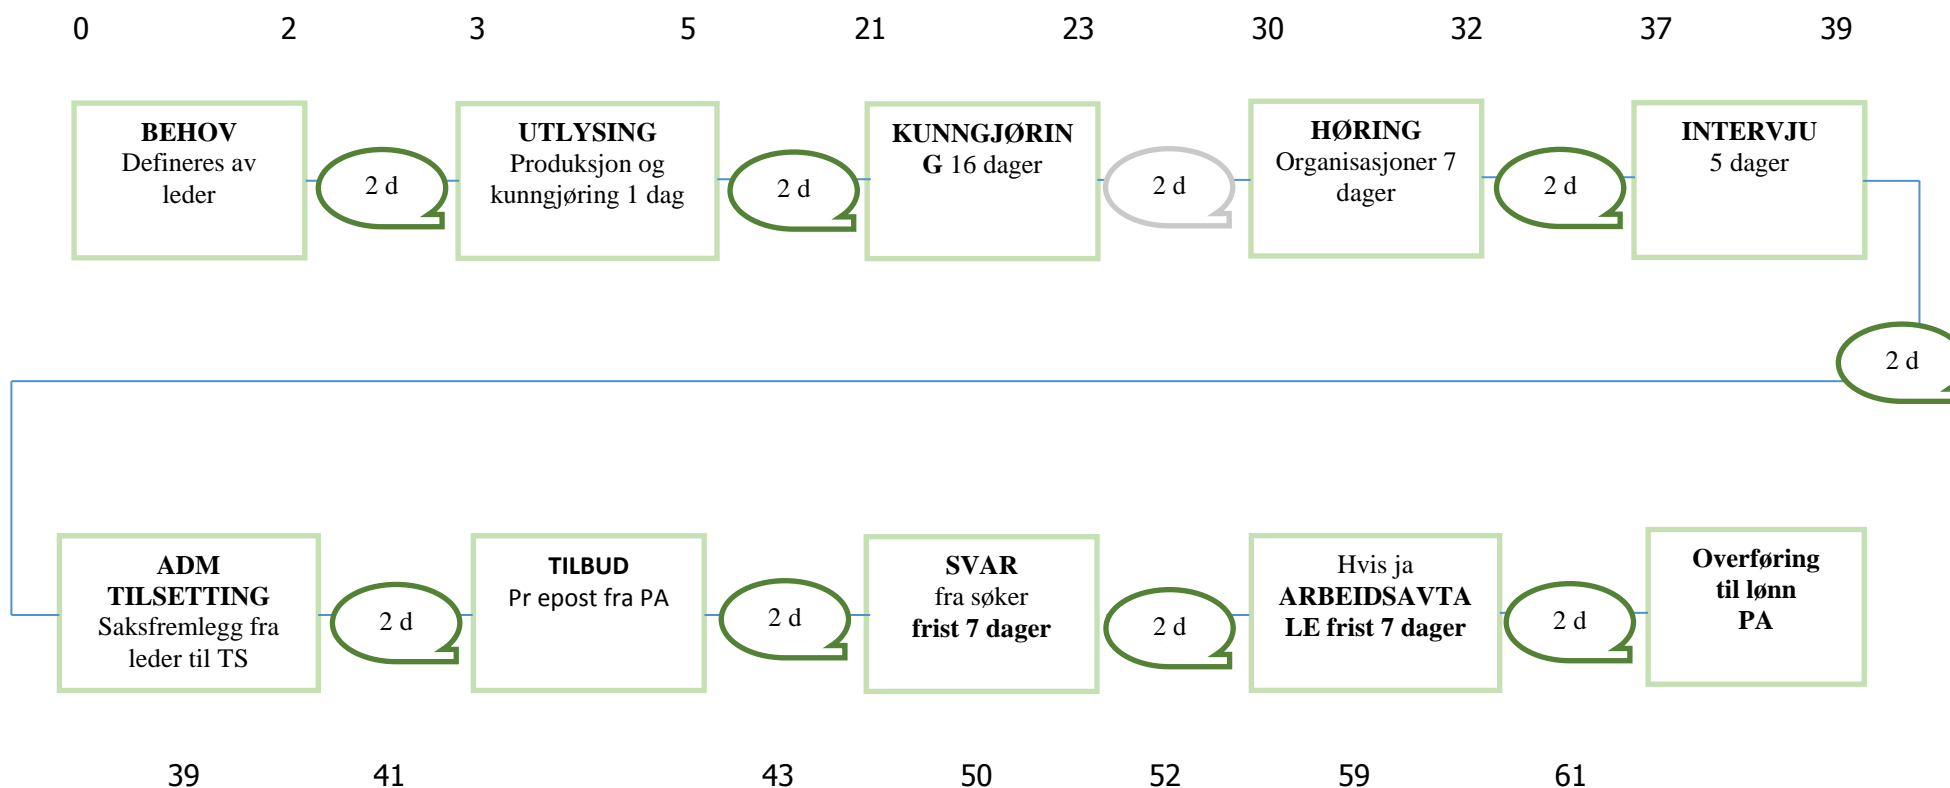 0 2 3 5 21 23 30 32 37 39
BEHOV
Defineres av
leder
2 d
UTLYSING
Produksjon og
kunngjøring 1 dag
2 d
KUNNGJØRIN
G 16 dager
2 d
HØRING
Organisasjoner 7
dager
2 d
INTERVJU
5 dager
2 d
ADM
TILSETTING
Saksfremlegg fra
leder til TS
2 d
TILBUD
Pr epost fra PA
2 d
SVAR
fra søker
frist 7 dager
2 d
Hvis ja
ARBEIDSAVTA
LE frist 7 dager
2 d
Overføring
til lønn
PA
39 41 43 50 52 59 61